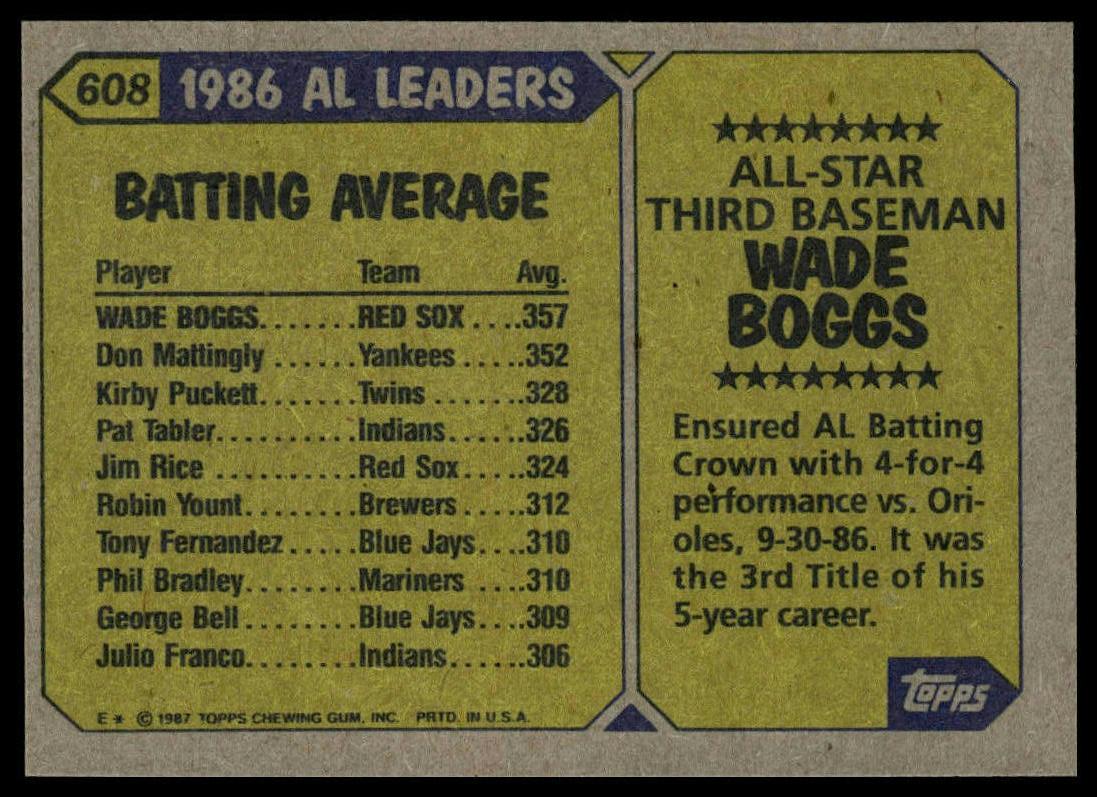 608 1986 AL LEADERS
BATTING AVERAGE
Player Team Avg.
WADE BOGGS.......RED SOX....357
Don Mattingly......Yankees.....352
Kirby Puckett.......Twins.......328
Pat Tabler..........Indians......326
Jim Rice..........Red Sox.....324
Robin Yount........Brewers.....312
Tony Fernandez.....Blue Jays....310
Phil Bradley........Mariners....310
George Bell........Blue Jays....309
Julio Franco........Indians......306
E * © 1987 TOPPS CHEWING GUM, INC. PRTD. IN U.S.A.
★★★★★★★★
ALL-STAR
THIRD BASEMAN
WADE
BOGGS
★★★★★★★★
Ensured AL Batting
Crown with 4-for-4
performance vs. Ori-
oles, 9-30-86. It was
the 3rd Title of his
5-year career.
topps